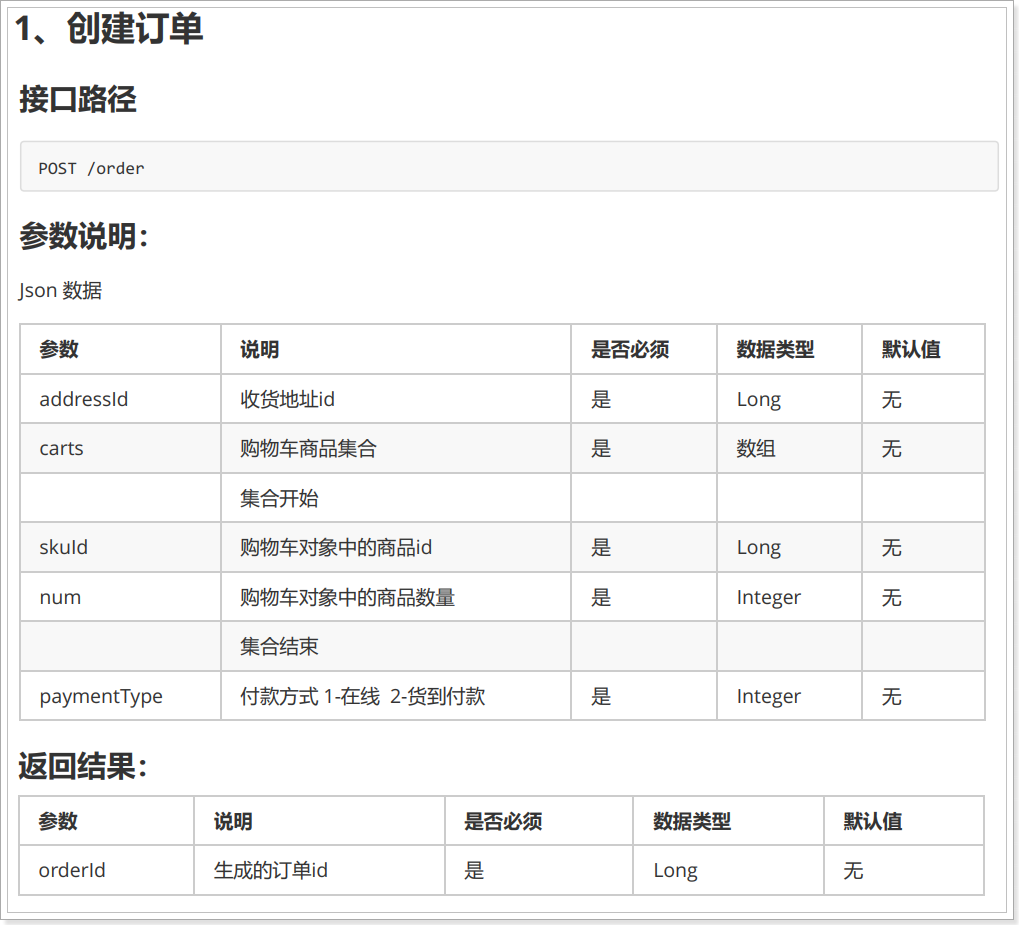 1、创建订单
接口路径
POST /order
参数说明：
Json 数据
参数 说明 是否必须 数据类型 默认值
addressId 收货地址id 是 Long 无
carts 购物车商品集合 是 数组 无
集合开始
skuId 购物车对象中的商品id 是 Long 无
num 购物车对象中的商品数量 是 Integer 无
集合结束
paymentType 付款方式 1-在线 2-货到付款 是 Integer 无
返回结果：
参数 说明 是否必须 数据类型 默认值
orderId 生成的订单id 是 Long 无